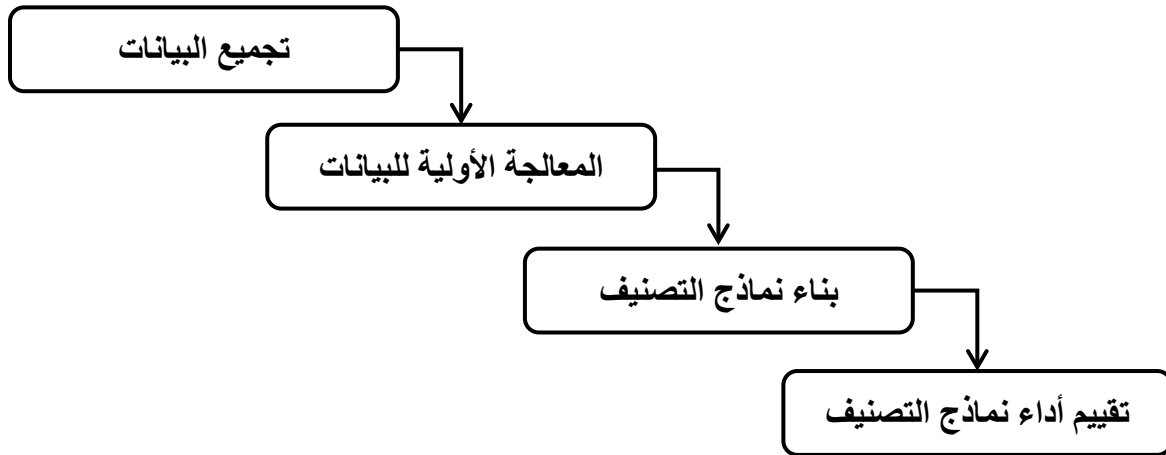 تجميع البيانات
المعالجة الأولية للبيانات
بناء نماذج التصنيف
تقييم أداء نماذج التصنيف